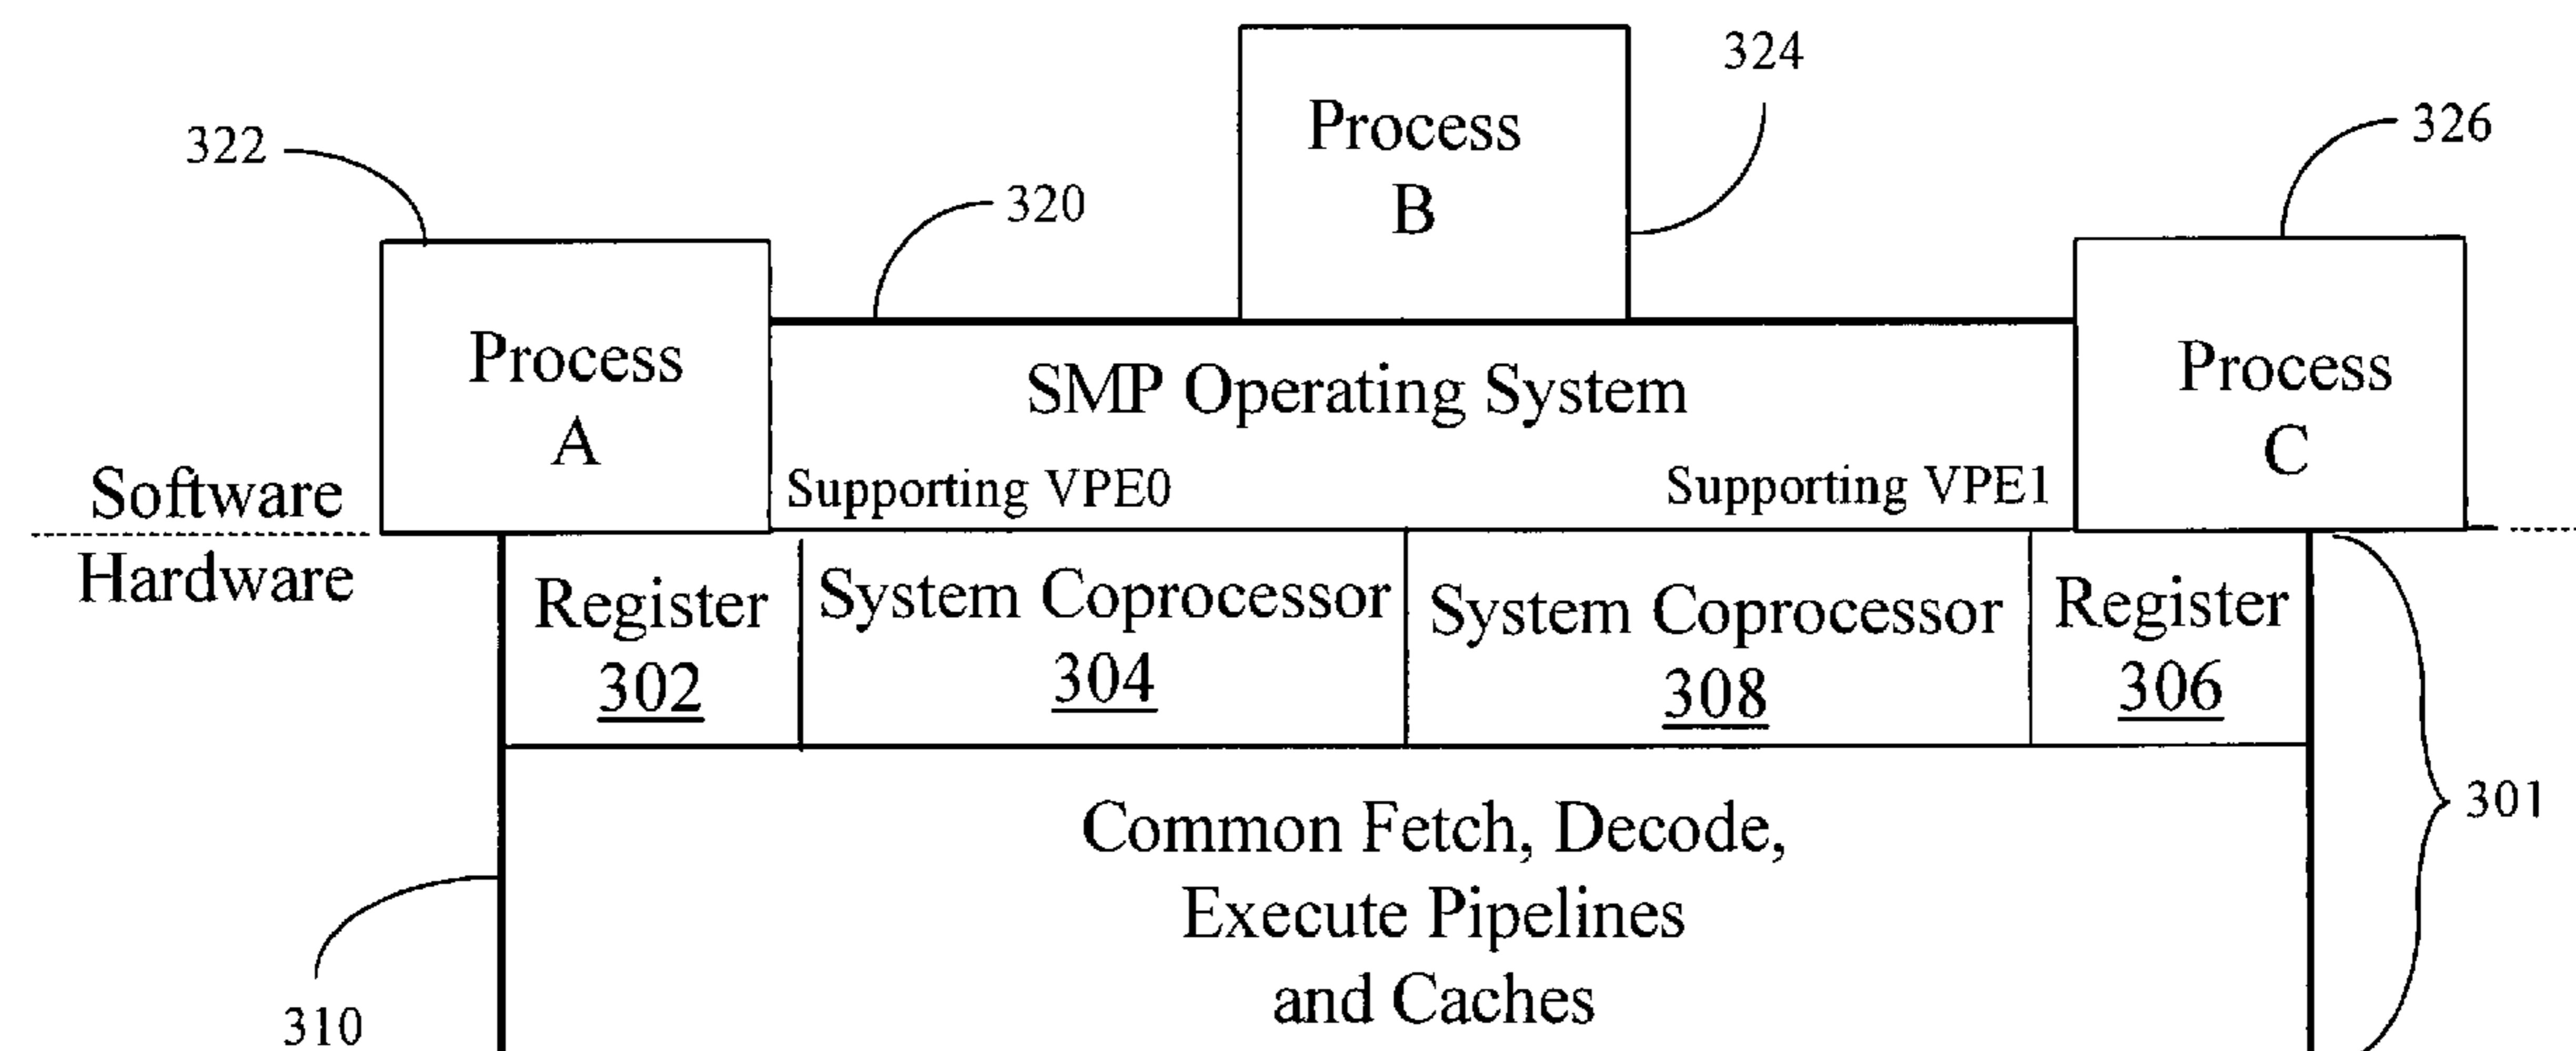 324
Process
B
326
322
320
Process
A
SMP Operating System
Process
C
Supporting VPE0
Supporting VPE1
Software
Hardware
Register
302
System Coprocessor
304
System Coprocessor
308
Register
306
301
Common Fetch, Decode,
Execute Pipelines
and Caches
310